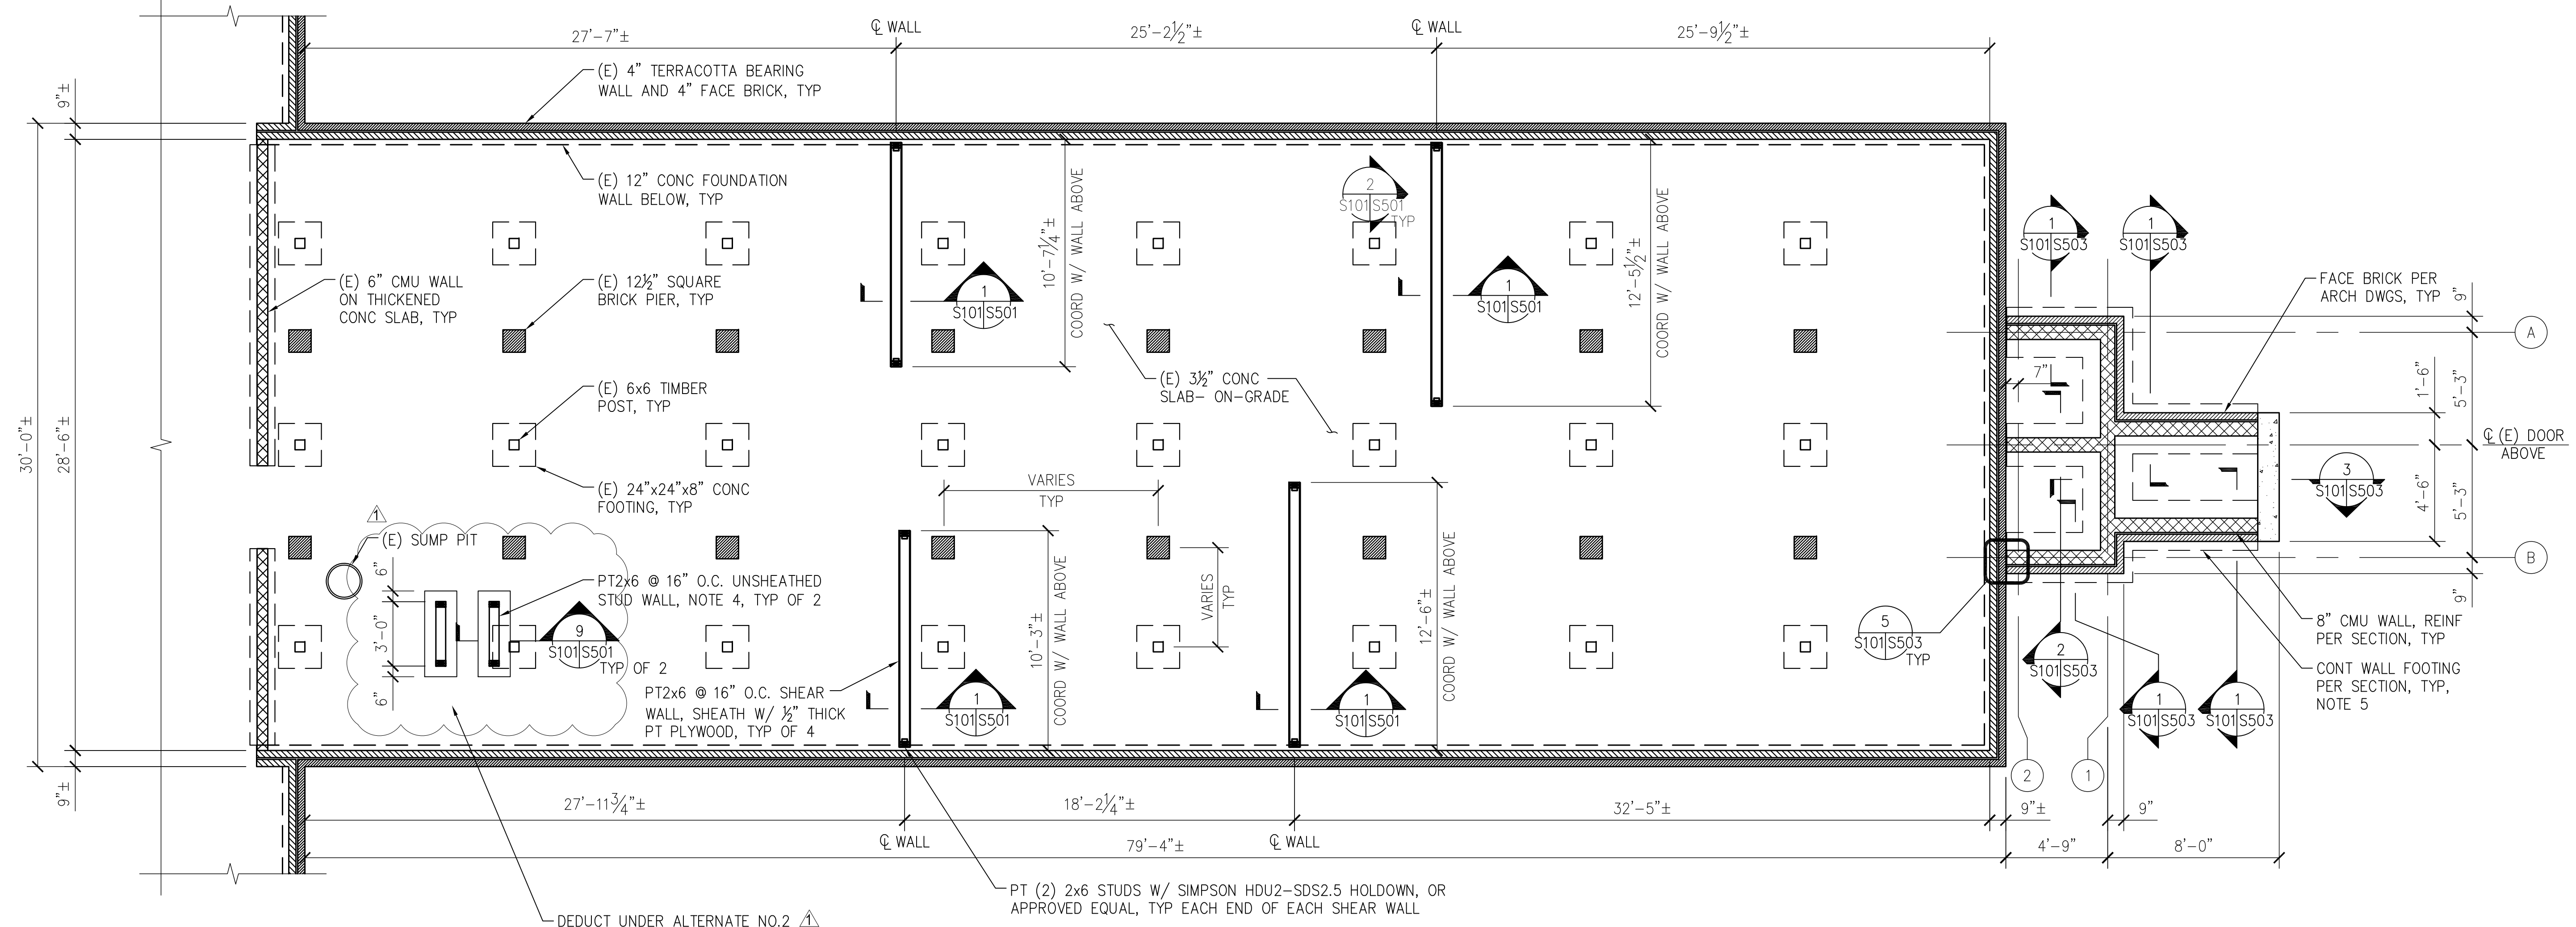 27'-7"±
℄ WALL
25'-2½"±
℄ WALL
25'-9½"±
(E) 4" TERRACOTTA BEARING
WALL AND 4" FACE BRICK, TYP
9"±
30'-0"±
28'-6"±
9"±
(E) 12" CONC FOUNDATION
WALL BELOW, TYP
(E) 6" CMU WALL
ON THICKENED
CONC SLAB, TYP
(E) 12½" SQUARE
BRICK PIER, TYP
(E) 6x6 TIMBER
POST, TYP
(E) 24"x24"x8" CONC
FOOTING, TYP
1
S101 S501
10'-7¼"±
COORD W/ WALL ABOVE
2
S101 S501
TYP
1
S101 S501
12'-5½"±
COORD W/ WALL ABOVE
(E) 3½" CONC
SLAB- ON-GRADE
VARIES
TYP
VARIES
TYP
1
(E) SUMP PIT
6"
3'-0"
6"
PT2x6 @ 16" O.C. UNSHEATHED
STUD WALL, NOTE 4, TYP OF 2
9
S101 S501
TYP OF 2
PT2x6 @ 16" O.C. SHEAR
WALL, SHEATH W/ ½" THICK
PT PLYWOOD, TYP OF 4
1
S101 S501
10'-3"±
COORD W/ WALL ABOVE
1
S101 S501
12'-6"±
COORD W/ WALL ABOVE
1
S101 S503
1
S101 S503
FACE BRICK PER
ARCH DWGS, TYP
9"
A
7"
1'-6"
5'-3"
℄ (E) DOOR
ABOVE
3
S101 S503
4'-6"
5'-3"
B
9"
5
S101 S503
TYP
2
S101 S503
1
S101 S503
1
S101 S503
8" CMU WALL, REINF
PER SECTION, TYP
CONT WALL FOOTING
PER SECTION, TYP,
NOTE 5
2
1
27'-11¾"±
18'-2¼"±
32'-5"±
9"±
9"
℄ WALL
℄ WALL
79'-4"±
4'-9"
8'-0"
PT (2) 2x6 STUDS W/ SIMPSON HDU2-SDS2.5 HOLDOWN, OR
APPROVED EQUAL, TYP EACH END OF EACH SHEAR WALL
DEDUCT UNDER ALTERNATE NO.2 1